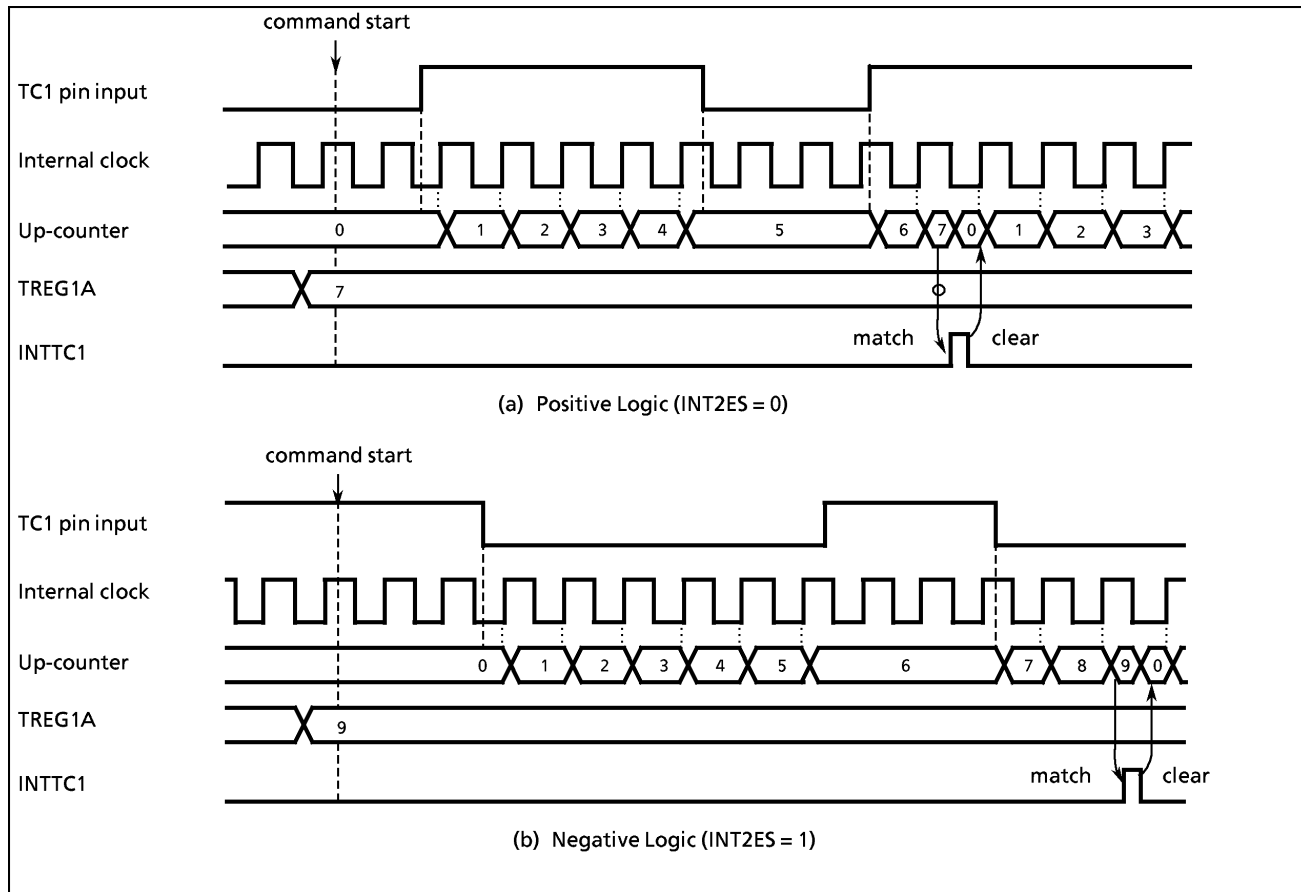 command start
TC1 pin input
Internal clock
Up-counter 0 1 2 3 4 5 6 7 0 1 2 3
TREG1A 7
match clear
INTTC1
(a) Positive Logic (INT2ES = 0)
command start
TC1 pin input
Internal clock
Up-counter 0 1 2 3 4 5 6 7 8 9 0
TREG1A 9
match clear
INTTC1
(b) Negative Logic (INT2ES = 1)